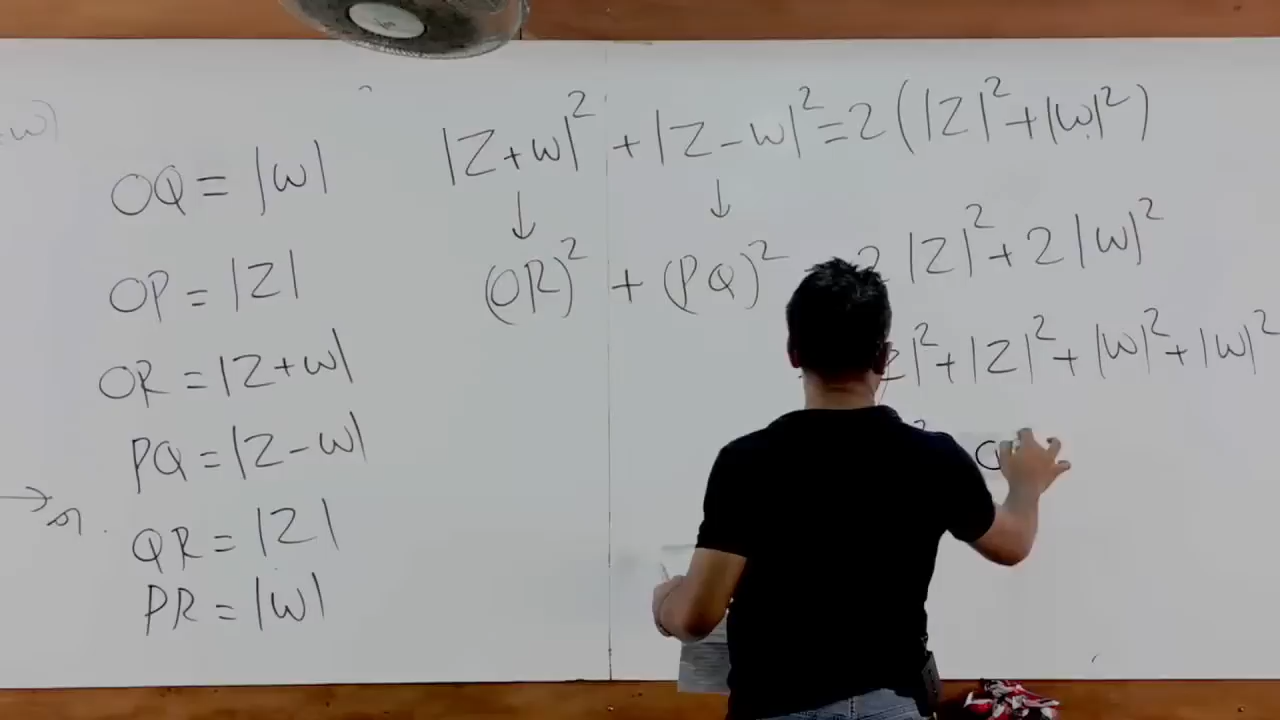 OQ = |W|
OP = |Z|
OR = |Z+W|
PQ = |Z-W|
QR = |Z|
PR = |W|
|Z+W|² + |Z-W|² = 2(|Z|² + |W|²)
↓ ↓
(OR)² + (PQ)² 2|Z|² + 2|W|²
|² + |Z|² + |W|² + |W|²